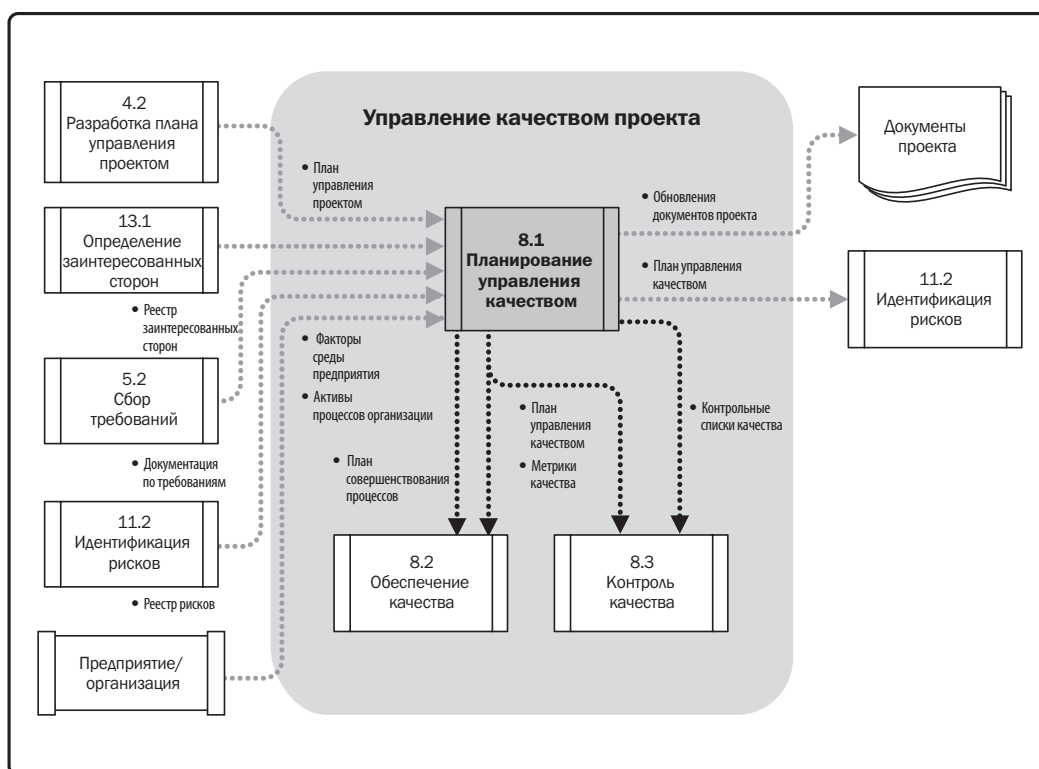 Управление качеством проекта
4.2
Разработка плана
управления
проектом
13.1
Определение
заинтересованных
сторон
• Реестр
заинтересованных
сторон
5.2
Сбор
требований
• Документация
по требованиям
11.2
Идентификация
рисков
• Реестр рисков
Предприятие/
организация
• План
управления
проектом
• Факторы
среды
предприятия
• Активы
процессов организации
8.1
Планирование
управления
качеством
• Обновления
документов проекта
• План управления
качеством
• План
совершенствования
процессов
• План
управления
качеством
• Метрики
качества
• Контрольные
списки качества
8.2
Обеспечение
качества
8.3
Контроль
качества
Документы
проекта
11.2
Идентификация
рисков